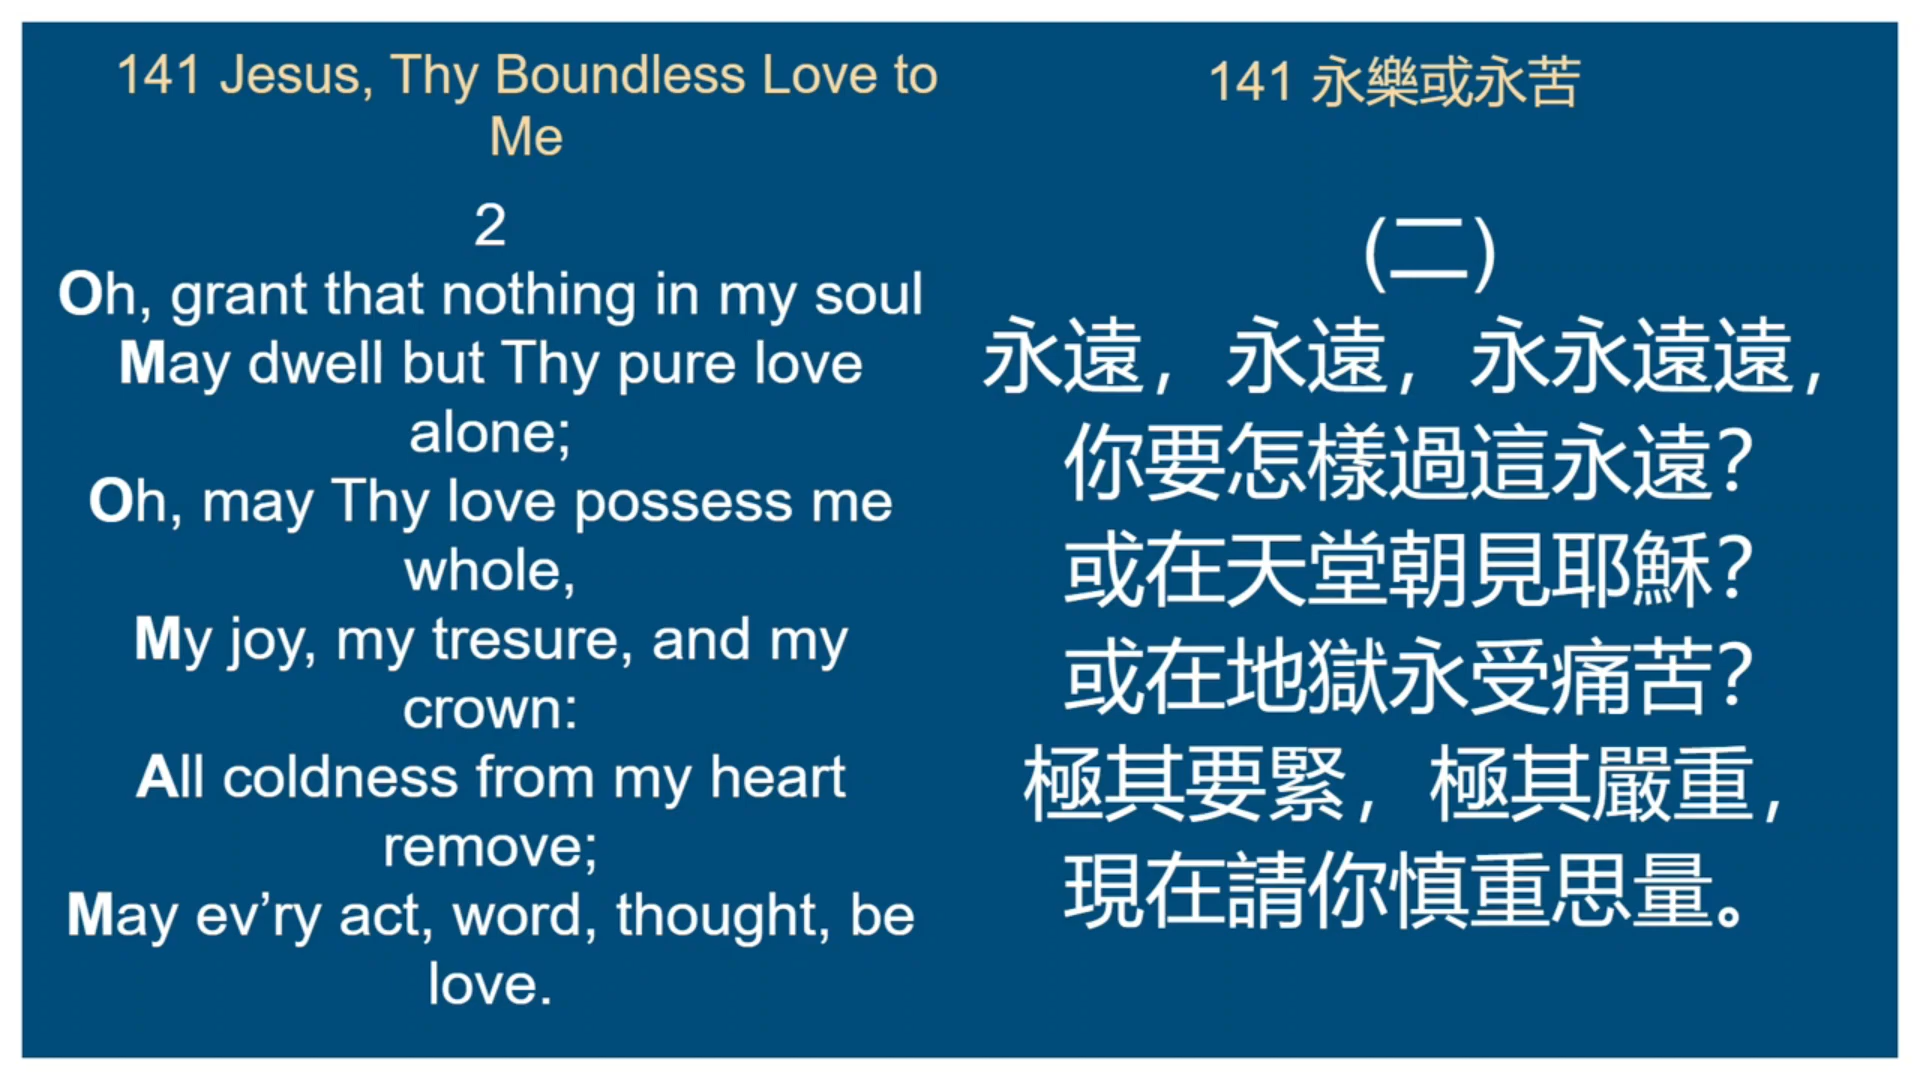 141 Jesus, Thy Boundless Love to
Me
2
Oh, grant that nothing in my soul
May dwell but Thy pure love
alone;
Oh, may Thy love possess me
whole,
My joy, my tresure, and my
crown:
All coldness from my heart
remove;
May ev’ry act, word, thought, be
love.
141 永樂或永苦
(二)
永遠，永遠，永永遠遠，
你要怎樣過這永遠？
或在天堂朝見耶穌？
或在地獄永受痛苦？
極其要緊，極其嚴重，
現在請你慎重思量。